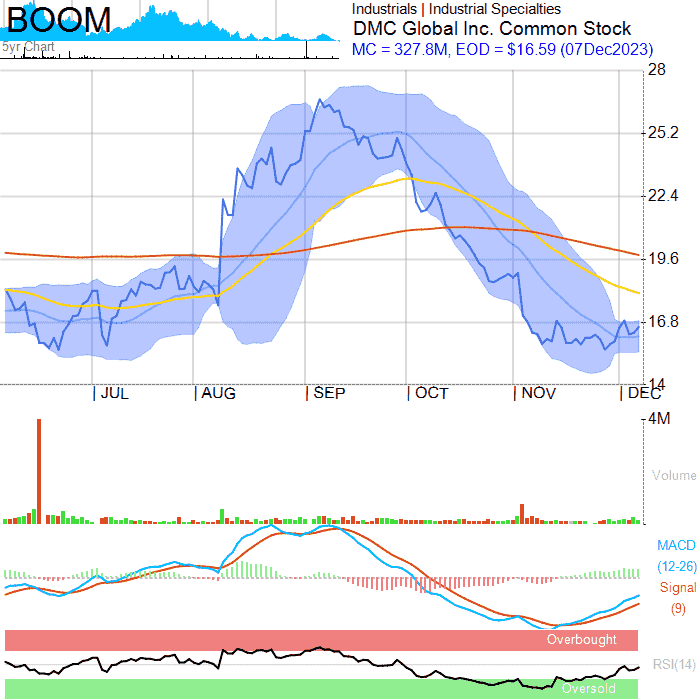 BOOM
5yr Chart
Industrials | Industrial Specialties
DMC Global Inc. Common Stock
MC = 327.8M, EOD = $16.59 (07Dec2023)
28
25.2
22.4
19.6
16.8
14
| JUL | AUG | SEP | OCT | NOV | DEC
4M
Volume
MACD
(12-26)
Signal
(9)
Overbought
RSI(14)
Oversold